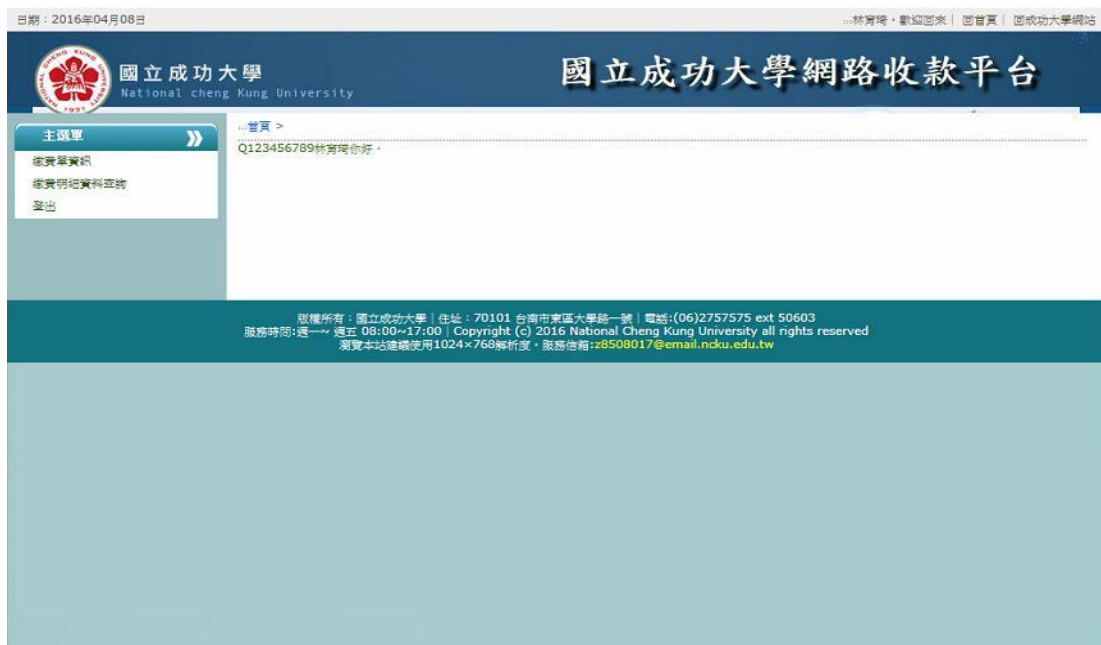 日期：2016年04月08日
:::林育琦，歡迎回來│ 回首頁│ 回成功大學網站
國立成功大學
National cheng Kung University
國立成功大學網路收款平台
主選單
繳費單資訊
繳費明細資料查詢
登出
:::首頁 >
Q123456789林育琦你好。
版權所有：國立成功大學│住址：70101 台南市東區大學路一號│電話:(06)2757575 ext 50603
服務時間:週一~ 週五 08:00~17:00│Copyright (c) 2016 National Cheng Kung University all rights reserved
瀏覽本站建議使用1024×768解析度。服務信箱:z8508017@email.ncku.edu.tw